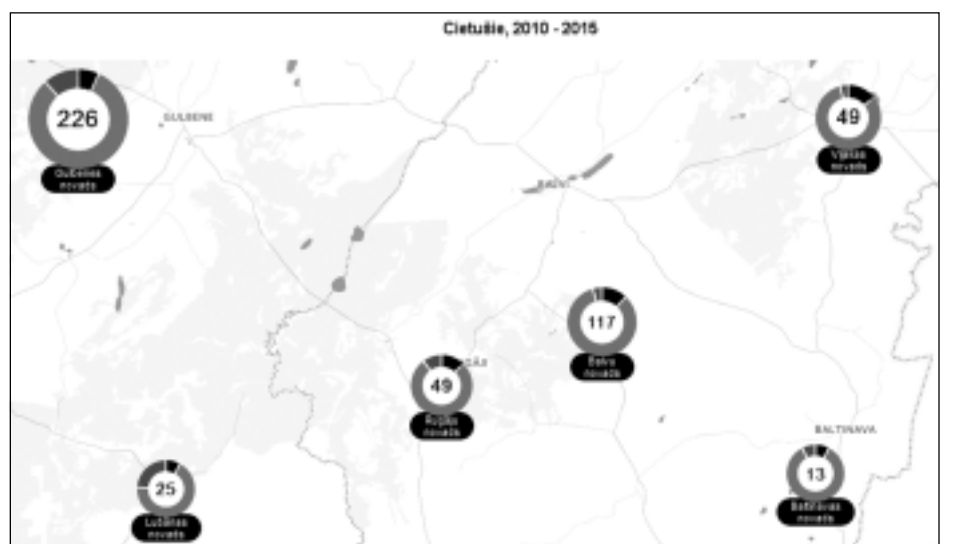 Cietušie, 2010 - 2015
226
GULBENE
Gulbenes
novads
49
Viļakas
novads
BALVI
117
Balvu
novads
49
Rugāju
novads
BALTINAVA
25
Lubānas
novads
13
Baltinavas
novads